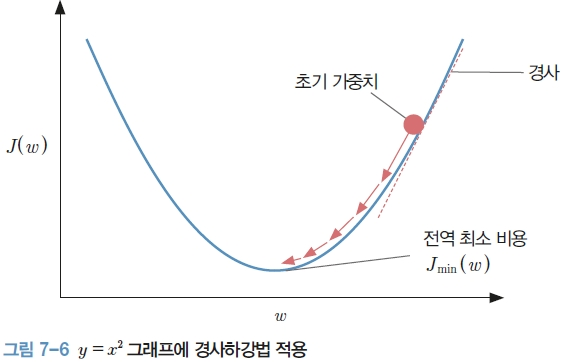 초기 가중치
경사
J(w)
전역 최소 비용
Jmin(w)
w
그림 7-6 y = x² 그래프에 경사하강법 적용